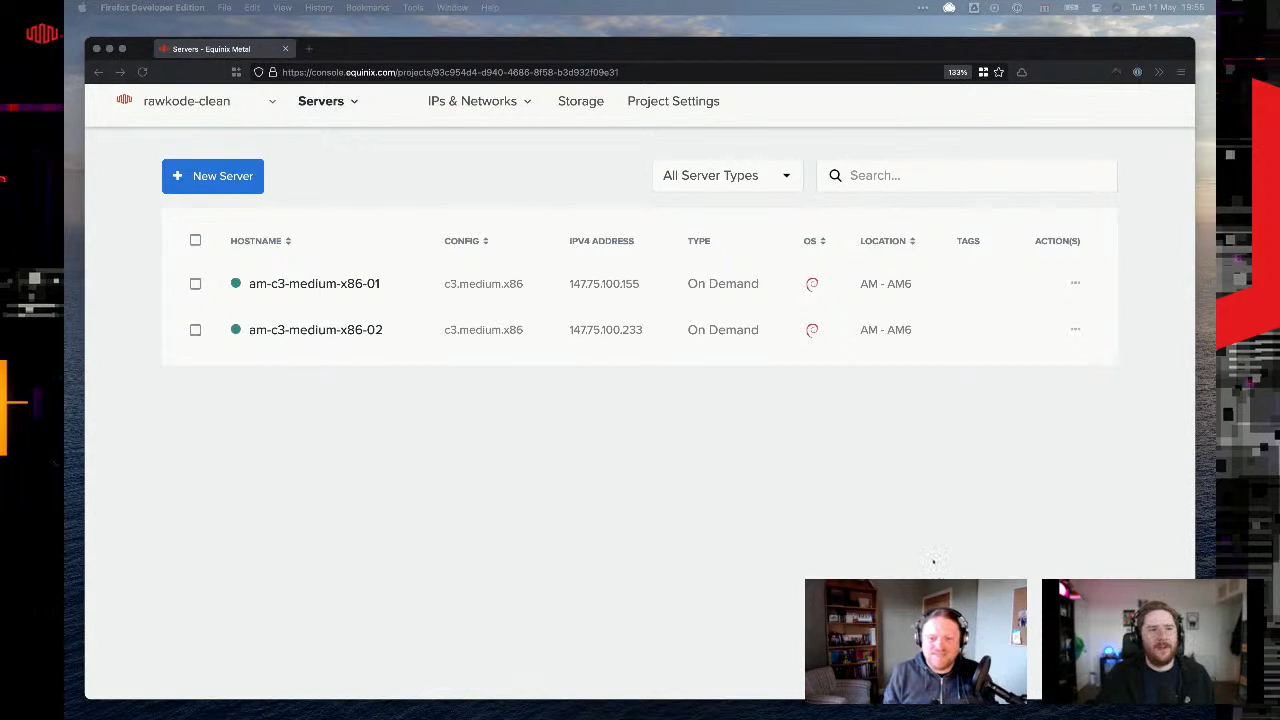 Firefox Developer Edition File Edit View History Bookmarks Tools Window Help Tue 11 May 19:55
Servers - Equinix Metal
https://console.equinix.com/projects/93c954d4-d940-4686-8f58-b3d932f09e31 133%
rawkode-clean Servers IPs & Networks Storage Project Settings
New Server All Server Types Search...
HOSTNAME CONFIG IPV4 ADDRESS TYPE OS LOCATION TAGS ACTION(S)
am-c3-medium-x86-01 c3.medium.x86 147.75.100.155 On Demand AM - AM6
am-c3-medium-x86-02 c3.medium.x86 147.75.100.233 On Demand AM - AM6